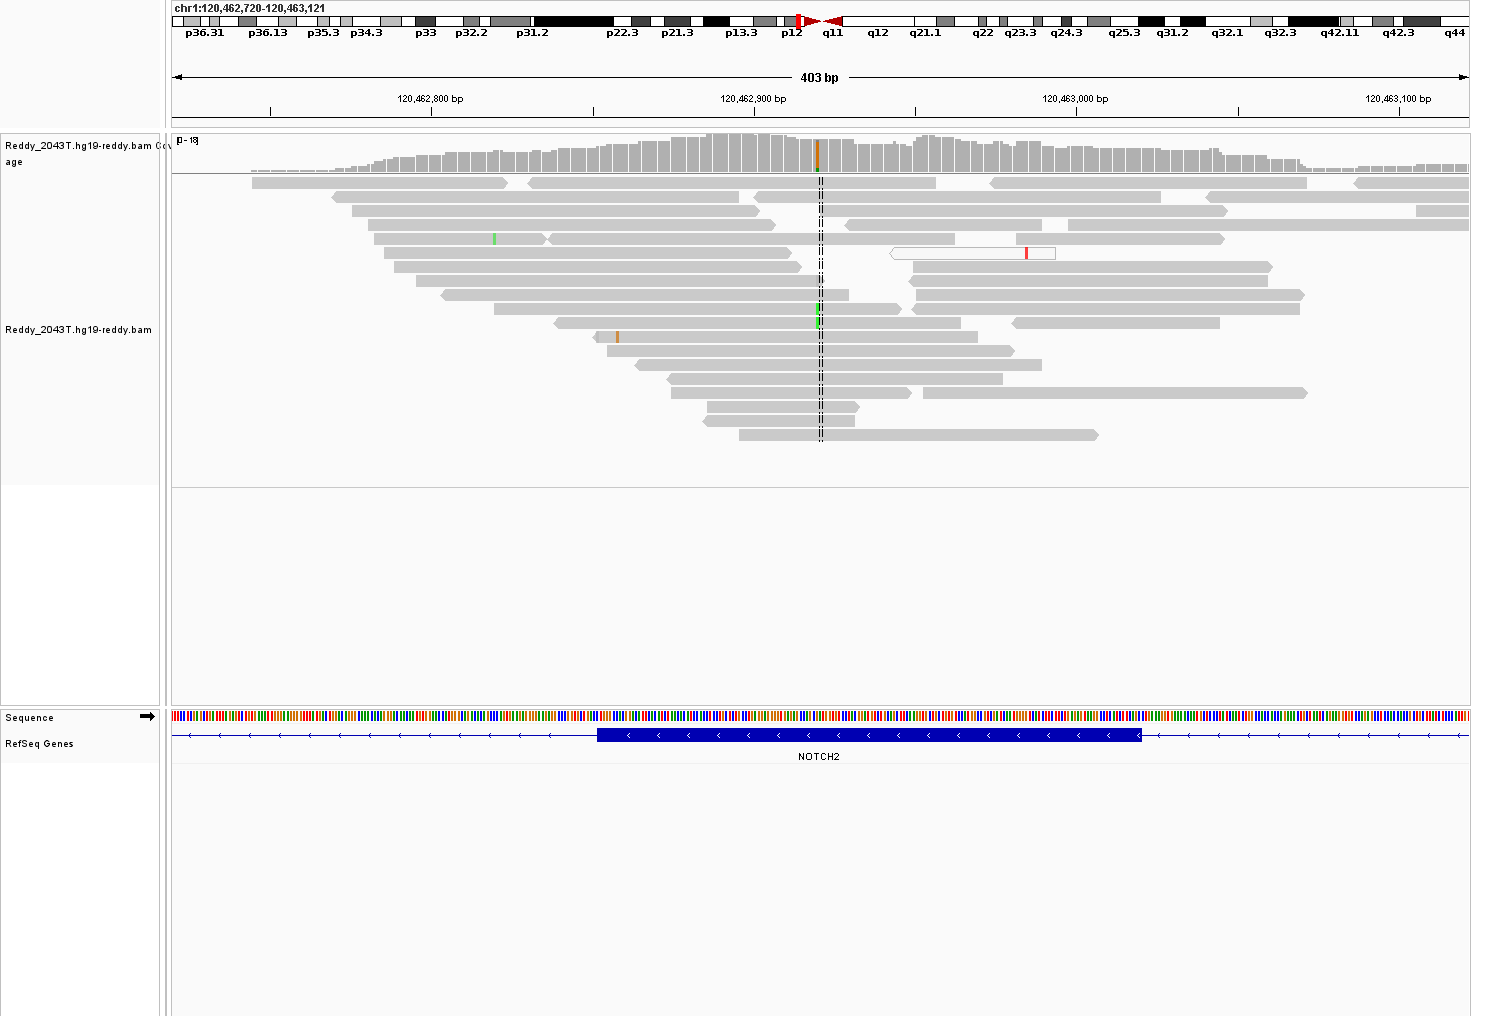 chr1:120,462,720-120,463,121
p36.31 p36.13 p35.3 p34.3 p33 p32.2 p31.2 p22.3 p21.3 p13.3 p12 q11 q12 q21.1 q22 q23.3 q24.3 q25.3 q31.2 q32.1 q32.3 q42.11 q42.3 q44
403 bp
120,462,800 bp 120,462,900 bp 120,463,000 bp 120,463,100 bp
[0 - 18]
Reddy_2043T.hg19-reddy.bam Cov
age
Reddy_2043T.hg19-reddy.bam
Sequence
RefSeq Genes
NOTCH2